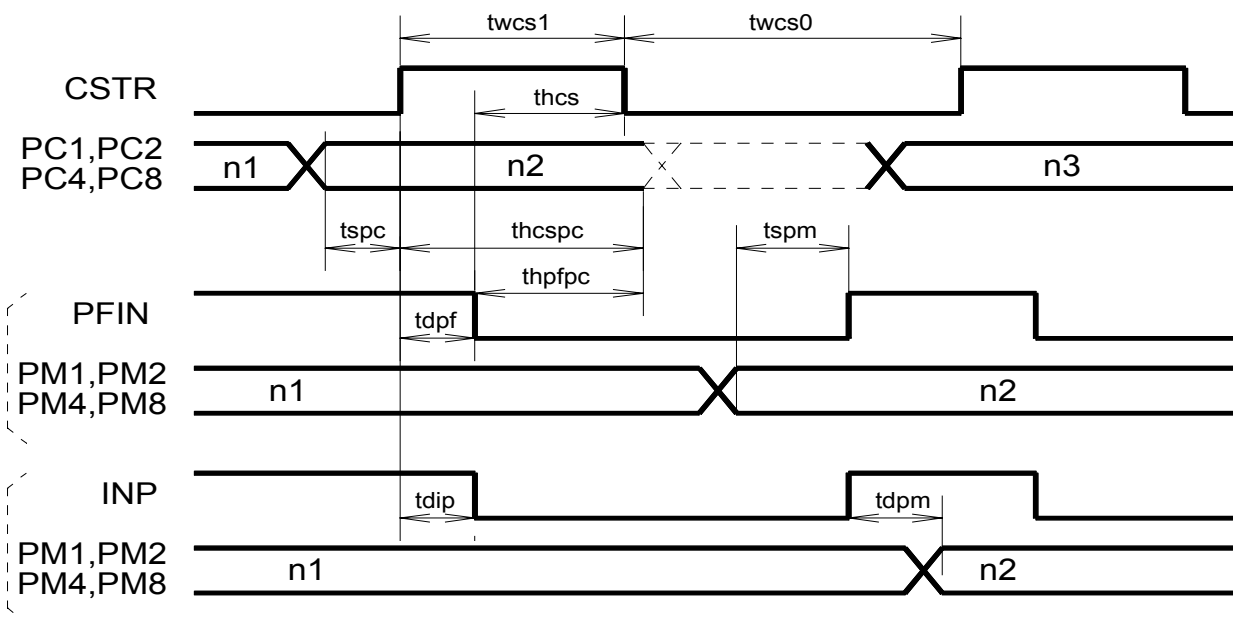 twcs1 twcs0
CSTR thcs
PC1,PC2
PC4,PC8
n1 n2 n3
tspc thcspc tspm
thpfpc
PFIN tdpf
PM1,PM2
PM4,PM8
n1 n2
INP tdip tdpm
PM1,PM2
PM4,PM8
n1 n2